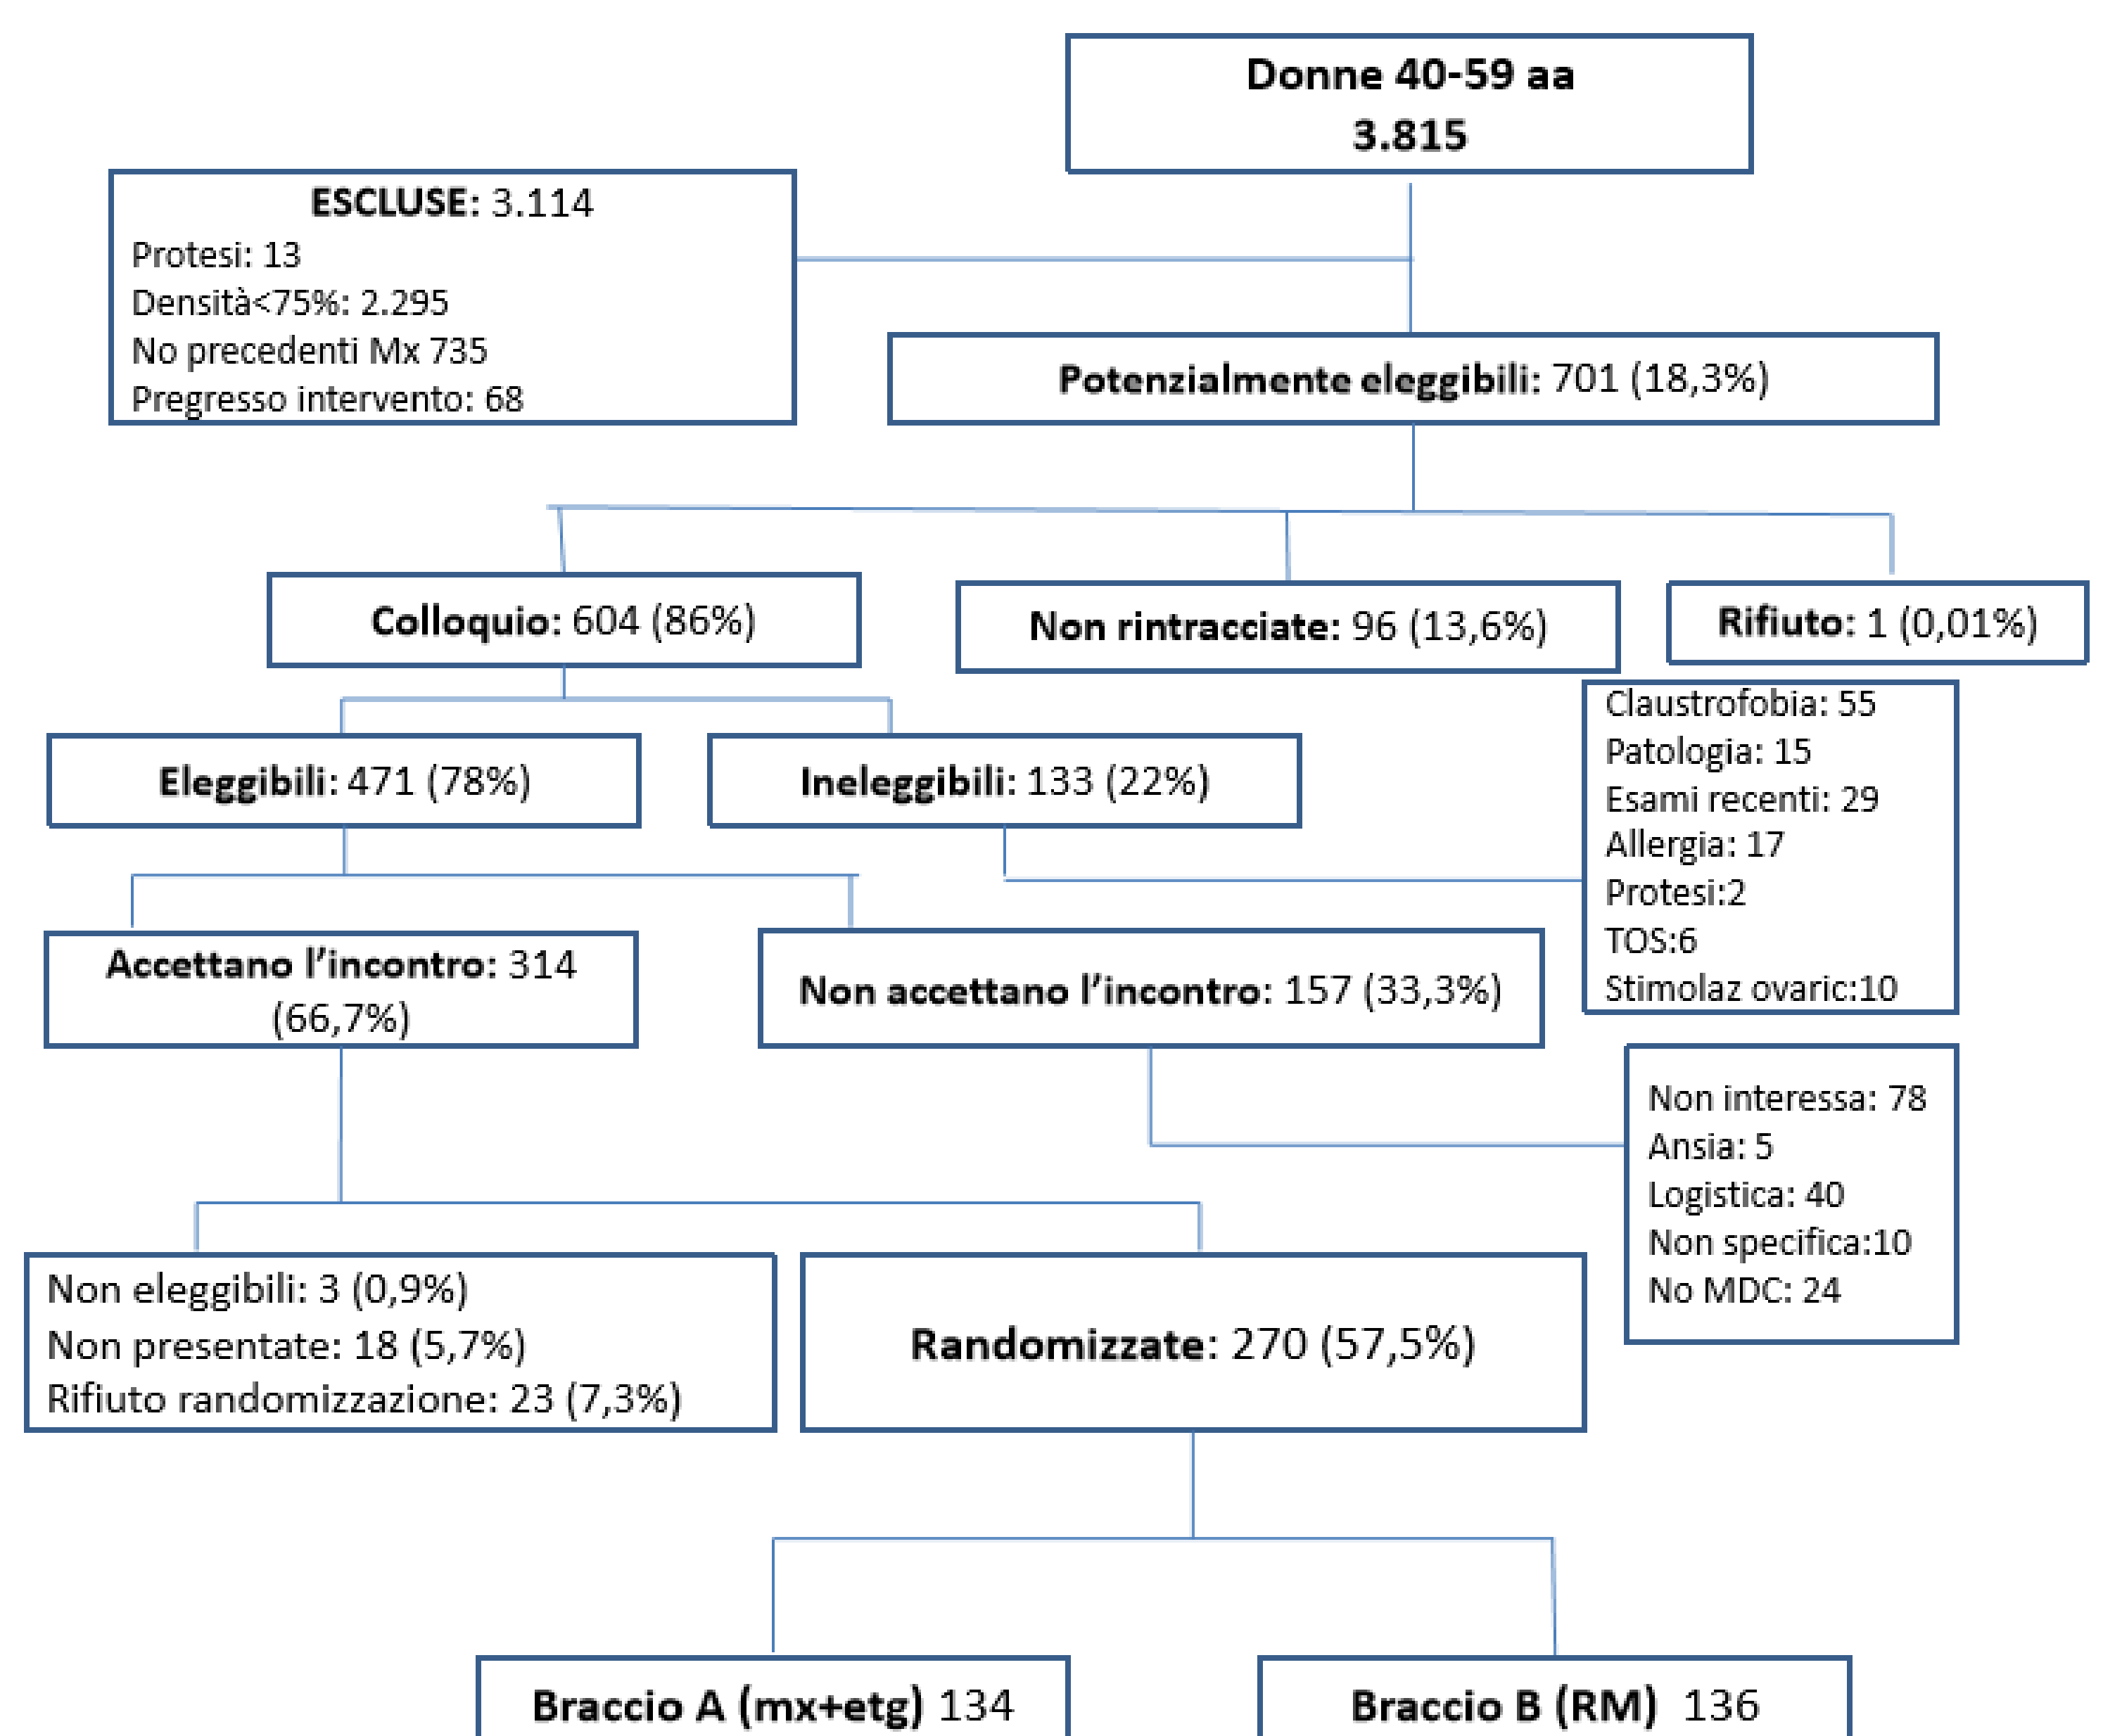 Donne 40-59 aa
3.815
ESCLUSE: 3.114
Protesi: 13
Densità<75%: 2.295
No precedenti Mx 735
Pregresso intervento: 68
Potenzialmente eleggibili: 701 (18,3%)
Colloquio: 604 (86%)
Non rintracciate: 96 (13,6%)
Rifiuto: 1 (0,01%)
Eleggibili: 471 (78%)
Ineleggibili: 133 (22%)
Claustrofobia: 55
Patologia: 15
Esami recenti: 29
Allergia: 17
Protesi:2
TOS:6
Stimolaz ovaric:10
Accettano l'incontro: 314
(66,7%)
Non accettano l'incontro: 157 (33,3%)
Non interessa: 78
Ansia: 5
Logistica: 40
Non specifica:10
No MDC: 24
Non eleggibili: 3 (0,9%)
Non presentate: 18 (5,7%)
Rifiuto randomizzazione: 23 (7,3%)
Randomizzate: 270 (57,5%)
Braccio A (mx+etg) 134
Braccio B (RM) 136